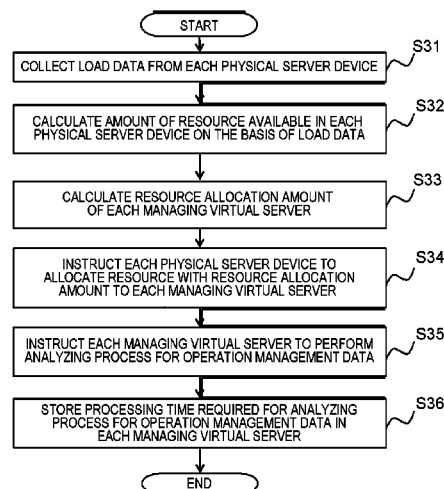 START
S31
COLLECT LOAD DATA FROM EACH PHYSICAL SERVER DEVICE
S32
CALCULATE AMOUNT OF RESOURCE AVAILABLE IN EACH
PHYSICAL SERVER DEVICE ON THE BASIS OF LOAD DATA
S33
CALCULATE RESOURCE ALLOCATION AMOUNT
OF EACH MANAGING VIRTUAL SERVER
S34
INSTRUCT EACH PHYSICAL SERVER DEVICE TO
ALLOCATE RESOURCE WITH RESOURCE ALLOCATION
AMOUNT TO EACH MANAGING VIRTUAL SERVER
S35
INSTRUCT EACH MANAGING VIRTUAL SERVER TO PERFORM
ANALYZING PROCESS FOR OPERATION MANAGEMENT DATA
S36
STORE PROCESSING TIME REQUIRED FOR ANALYZING
PROCESS FOR OPERATION MANAGEMENT DATA IN
EACH MANAGING VIRTUAL SERVER
END